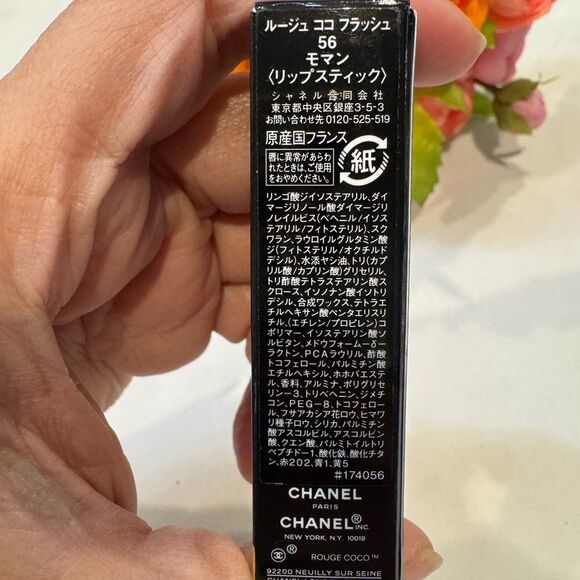 ルージュ ココ フラッシュ
56
モマン
〈リップスティック〉
シャネル合同会社
東京都中央区銀座3-5-3
お問い合わせ先 0120-525-519
原産国フランス
唇に異常があらわ
れたときは、ご使用
をおやめください。
紙
リンゴ酸ジイソステアリル、ダイ
マージリノール酸ダイマージリ
ノレイルビス(ベヘニル/イソス
テアリル/フィトステリル)、スク
ワラン、ラウロイルグルタミン酸
ジ(フィトステリル/オクチルド
デシル)、水添ヤシ油、トリ(カプ
リル酸/カプリン酸)グリセリル、
トリ酢酸テトラステアリン酸ス
クロース、イソノナン酸イソトリ
デシル、合成ワックス、テトラエ
チルヘキサン酸ペンタエリスリ
チル、(エチレン/プロピレン)コ
ポリマー、イソステアリン酸ソ
ルビタン、メドウフォーム-δ-
ラクトン、PCAラウリル、酢酸
トコフェロール、パルミチン酸
エチルヘキシル、ホホバエステ
ル、香料、アルミナ、ポリグリセ
リン-3、トリベヘニン、ジメチ
コン、PEG-8、トコフェロー
ル、フサアカシア花ロウ、ヒマワ
リ種子ロウ、シリカ、パルミチン
酸アスコルビル、アスコルビン
酸、クエン酸、パルミトイルトリ
ペプチド-1、酸化鉄、酸化チタ
ン、赤202、青1、黄5
#174056
CHANEL
PARIS
CHANEL® INC.
NEW YORK, N.Y. 10019
® ROUGE COCO™
92200 NEUILLY SUR SEINE